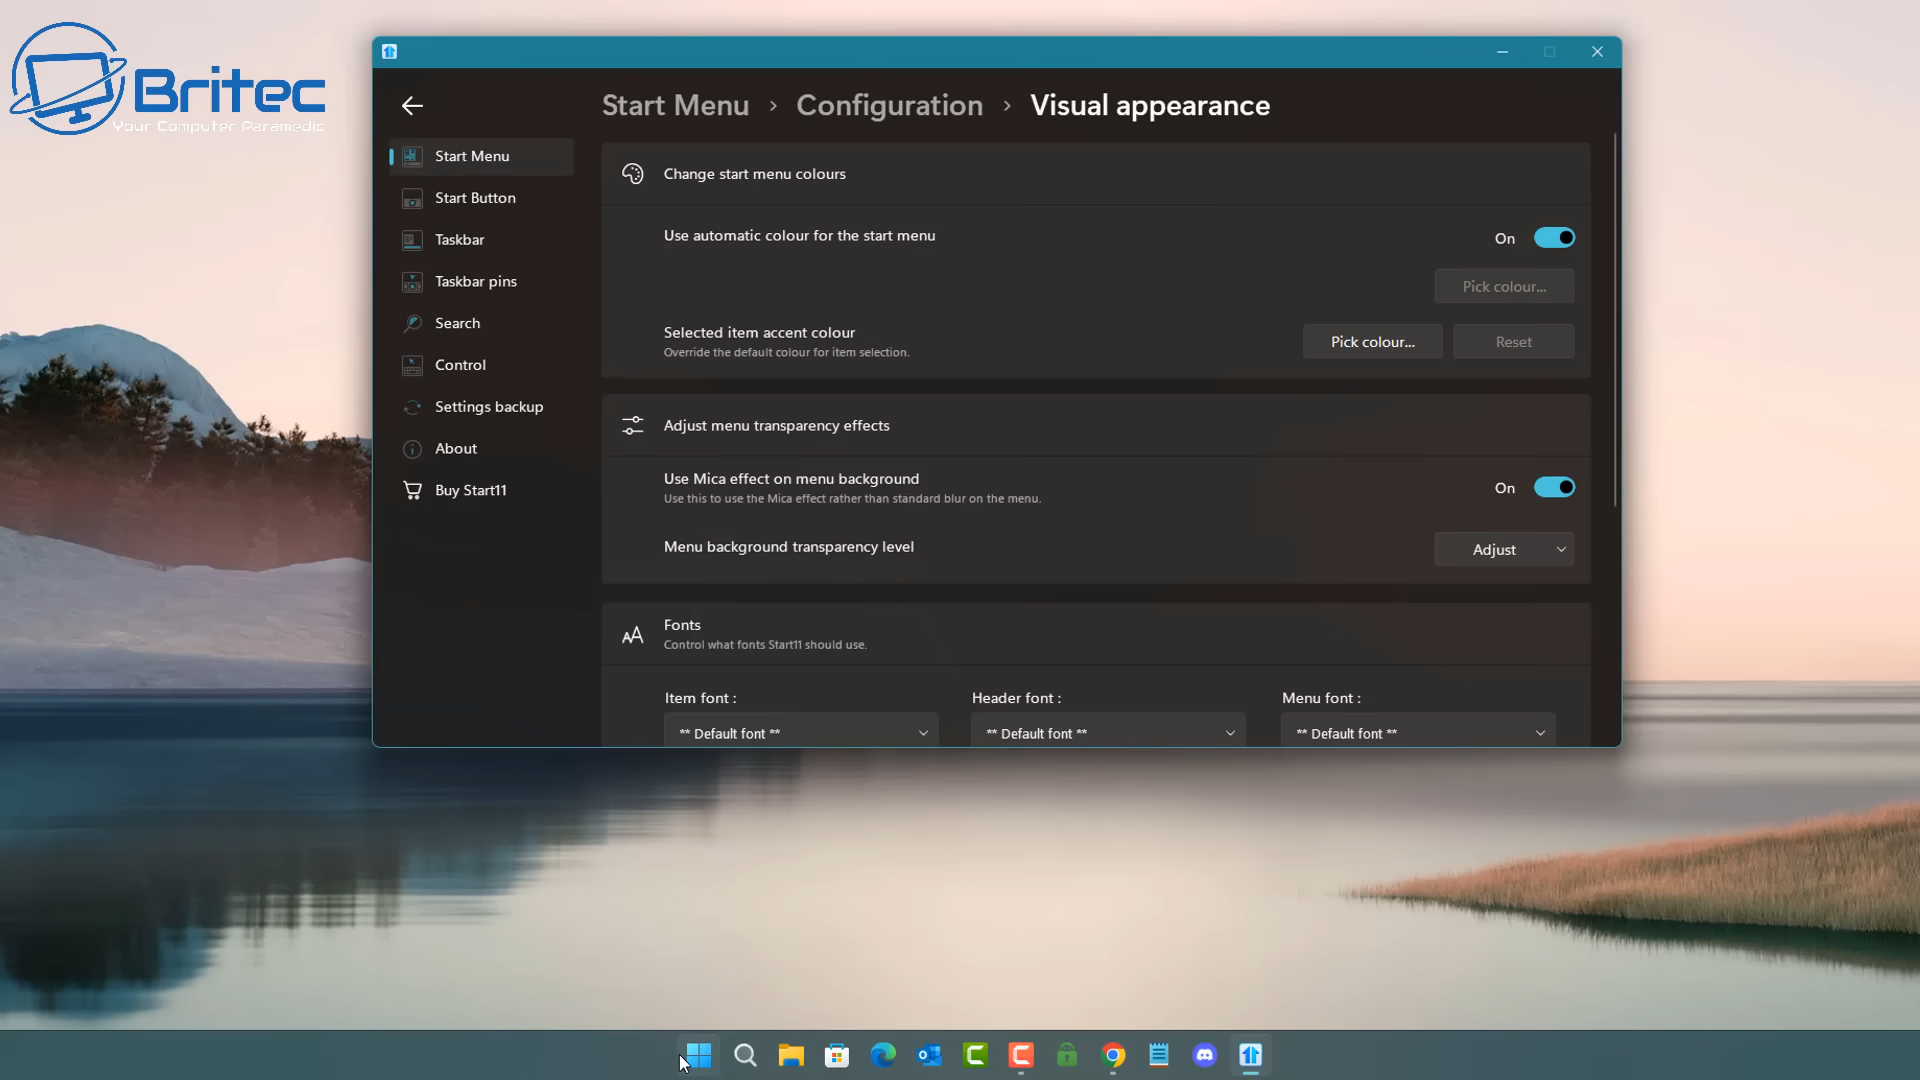 Britec
Your Computer Paramedic
Start Menu > Configuration > Visual appearance
Start Menu
Start Button
Taskbar
Taskbar pins
Search
Control
Settings backup
About
Buy Start11
Change start menu colours
Use automatic colour for the start menu
On
Pick colour...
Selected item accent colour
Override the default colour for item selection.
Pick colour...
Reset
Adjust menu transparency effects
Use Mica effect on menu background
Use this to use the Mica effect rather than standard blur on the menu.
On
Menu background transparency level
Adjust
Fonts
Control what fonts Start11 should use.
Item font :
Header font :
Menu font :
** Default font **
** Default font **
** Default font **